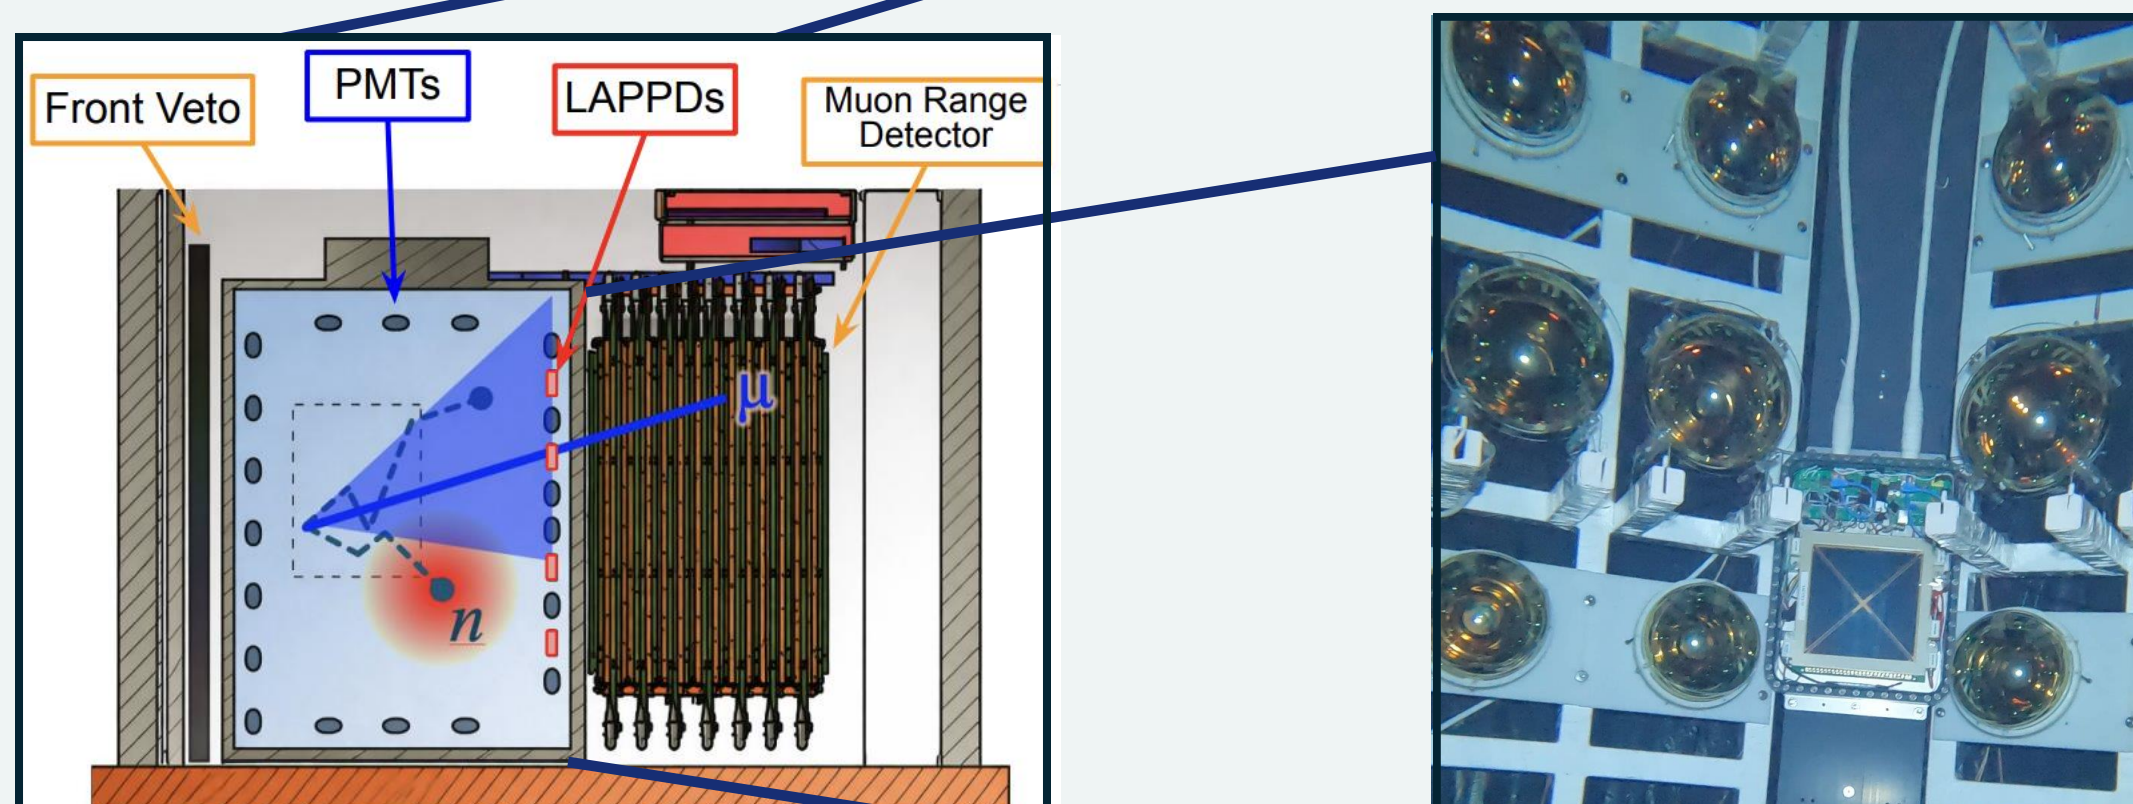 Front Veto
PMTs
LAPPDs
Muon Range
Detector
μ
n